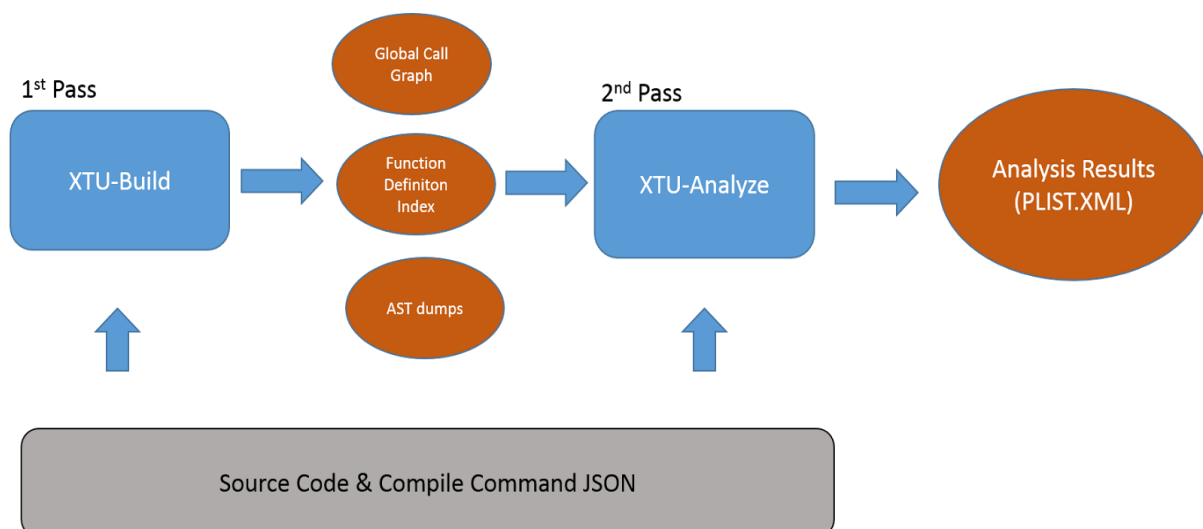 1st Pass
XTU-Build
Global Call
Graph
Function
Definiton
Index
AST dumps
2nd Pass
XTU-Analyze
Analysis Results
(PLIST.XML)
Source Code & Compile Command JSON